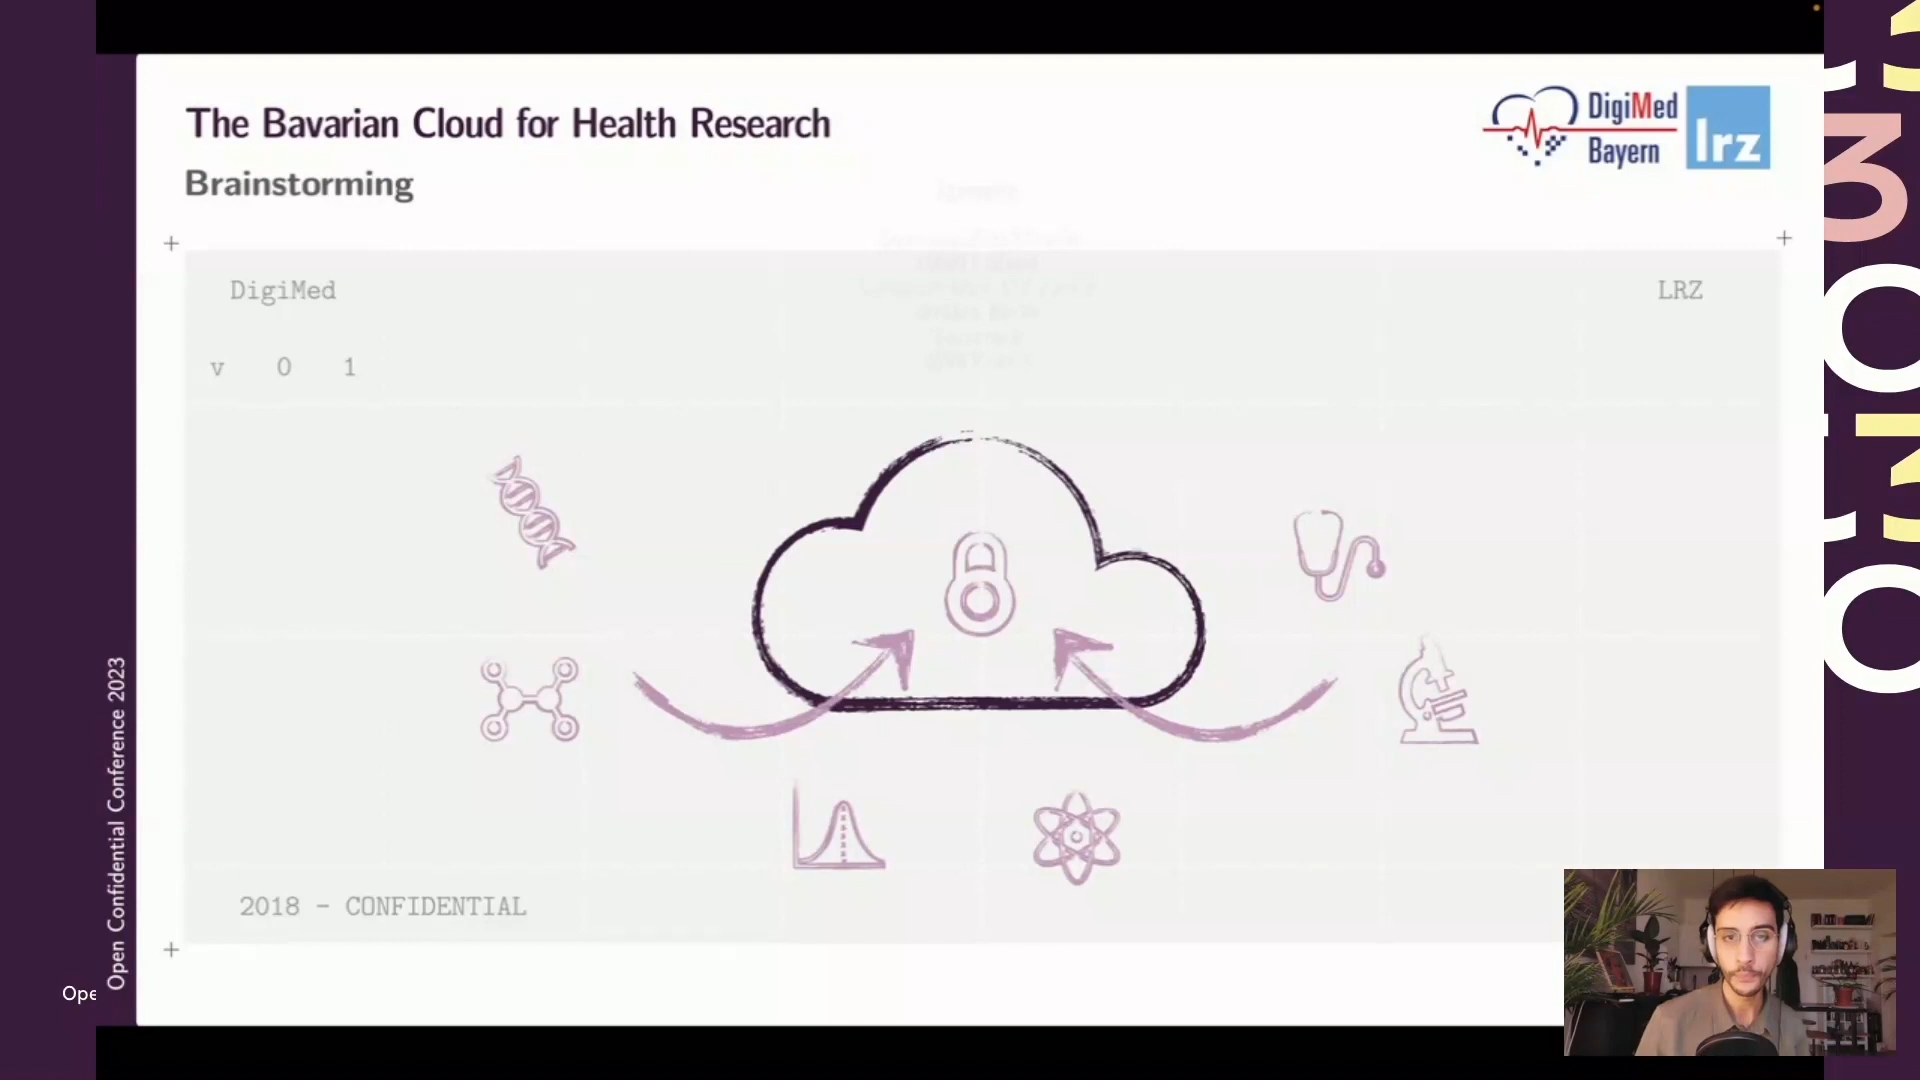 The Bavarian Cloud for Health Research
Brainstorming
DigiMed
Bayern
lrz
DigiMed
LRZ
v 0 1
2018 - CONFIDENTIAL
Open Confidential Conference 2023
Ope